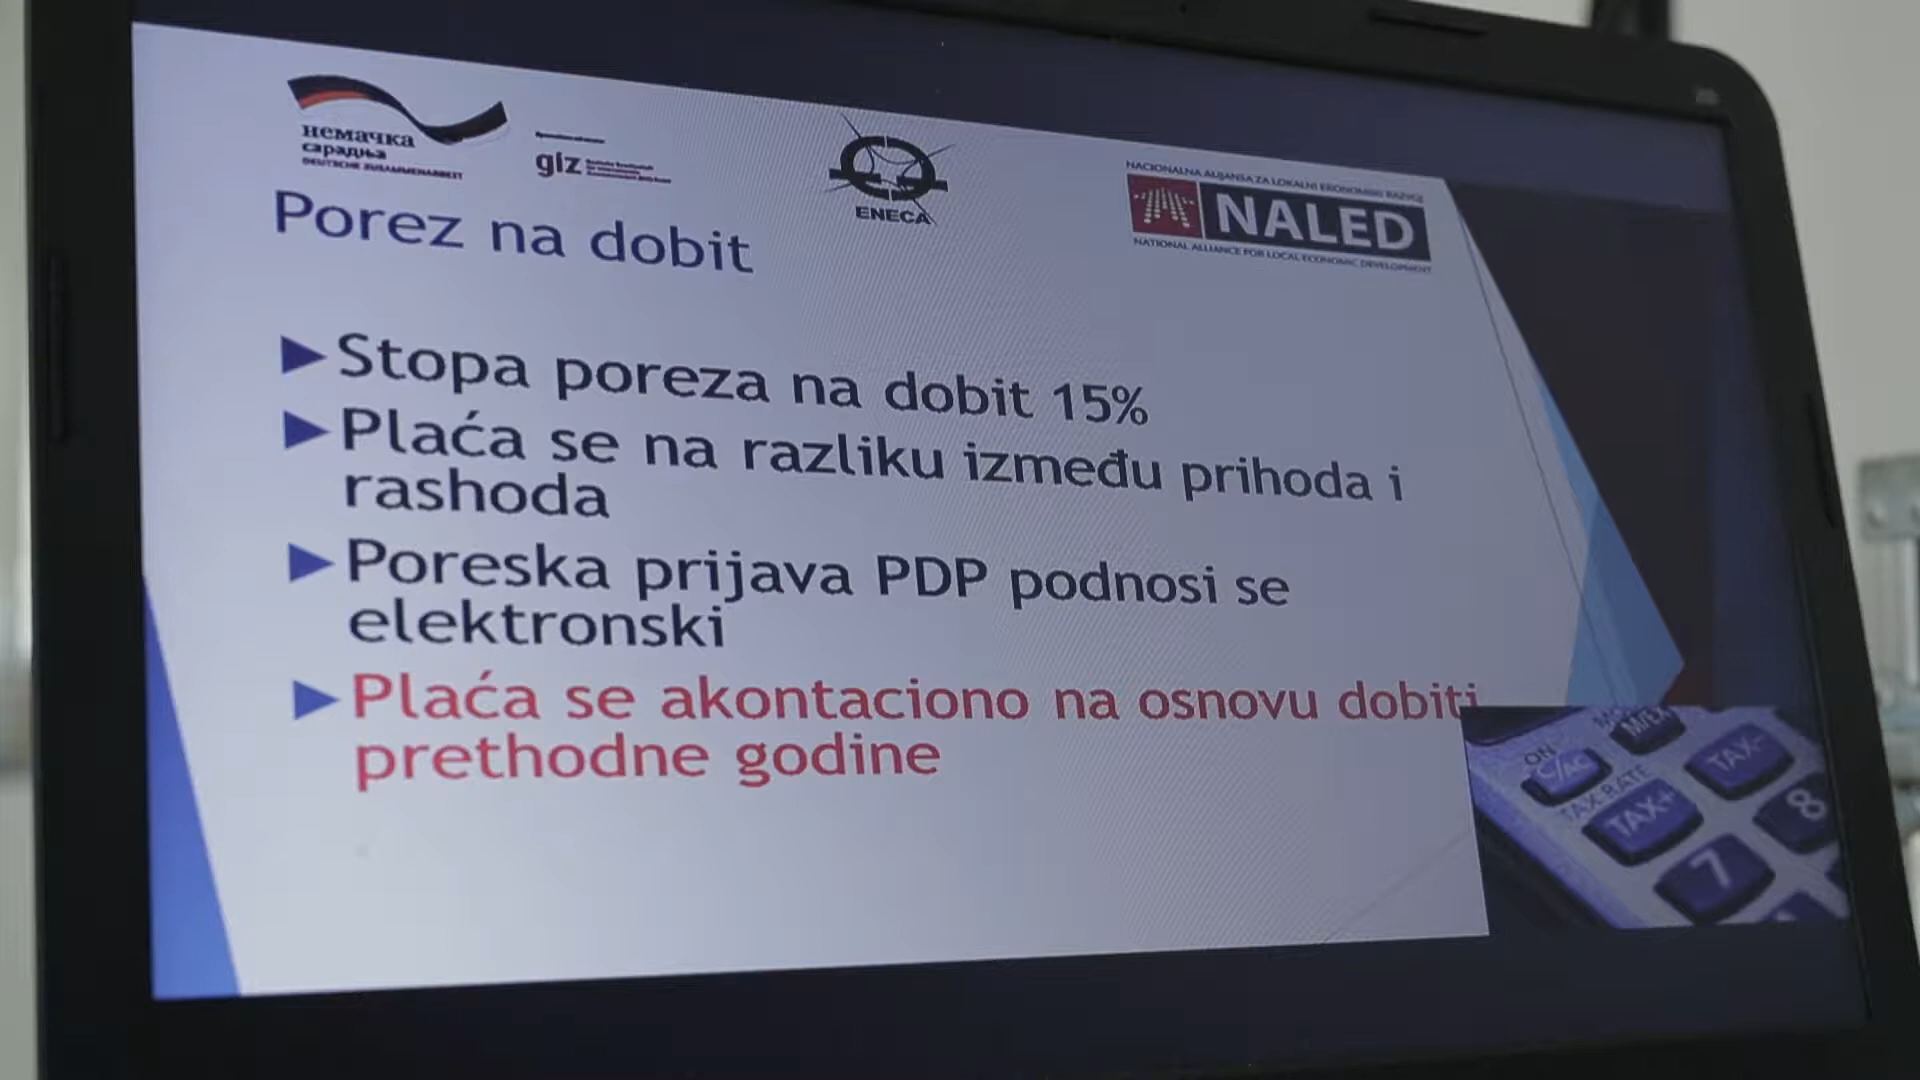 немачка
сарадња
DEUTSCHE ZUSAMMENARBEIT
giz
ENECA
NACIONALNA ALIJANSA ZA LOKALNI EKONOMSKI RAZVOJ
NALED
NATIONAL ALLIANCE FOR LOCAL ECONOMIC DEVELOPMENT
Porez na dobit
Stopa poreza na dobit 15%
Plaća se na razliku između prihoda i
rashoda
Poreska prijava PDP podnosi se
elektronski
Plaća se akontaciono na osnovu dobiti
prethodne godine
ON
C/AC
TAX RATE
TAX+
TAX-
7
8